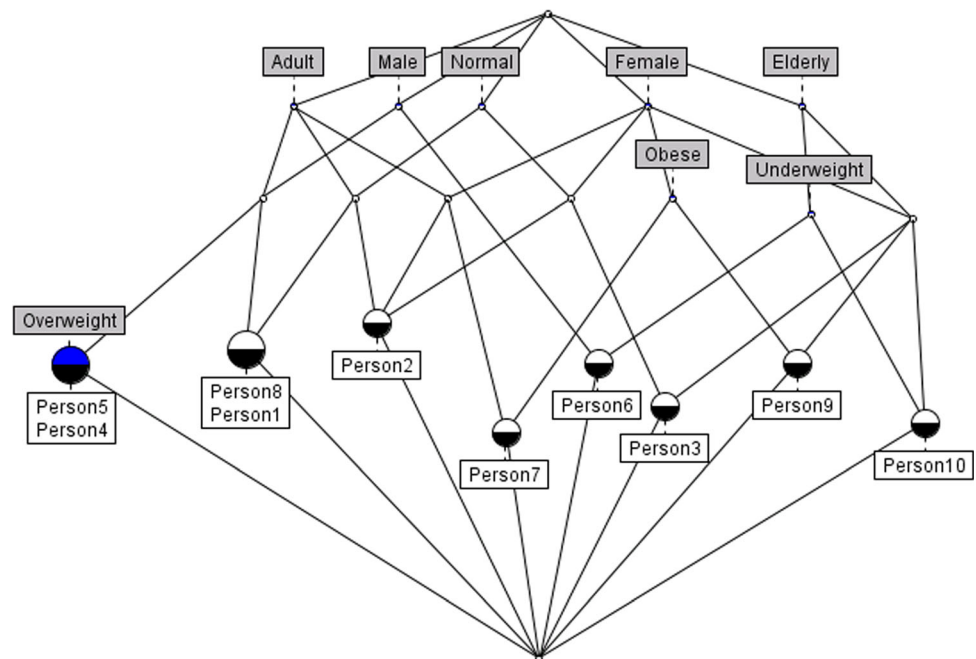 Adult
Male
Normal
Female
Elderly
Obese
Underweight
Overweight
Person5
Person4
Person8
Person1
Person2
Person6
Person9
Person7
Person3
Person10